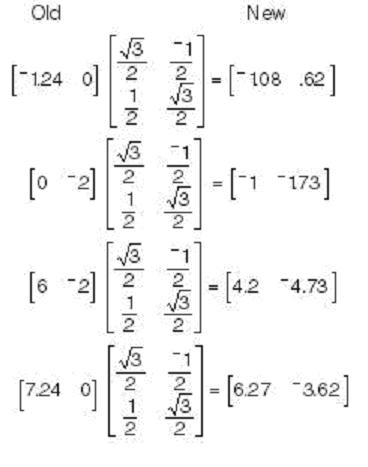 Old New
[⁻1.24 0] [√3/2 ⁻1/2; 1/2 √3/2] = [⁻1.08 .62]
[0 ⁻2] [√3/2 ⁻1/2; 1/2 √3/2] = [⁻1 ⁻1.73]
[6 ⁻2] [√3/2 ⁻1/2; 1/2 √3/2] = [4.2 ⁻4.73]
[7.24 0] [√3/2 ⁻1/2; 1/2 √3/2] = [6.27 ⁻3.62]